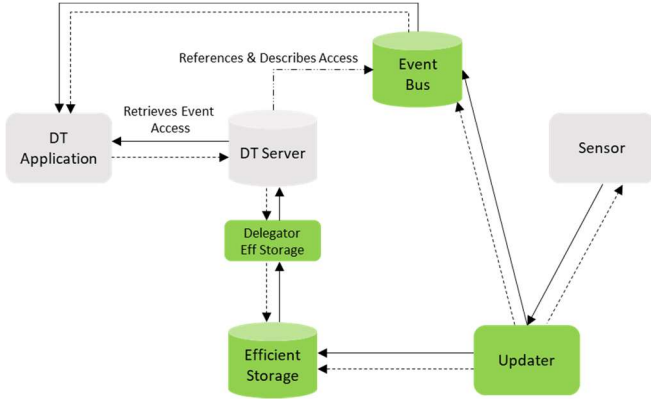 References & Describes Access
Event
Bus
Retrieves Event
Access
DT
Application
DT Server
Sensor
Delegator
Eff Storage
Efficient
Storage
Updater